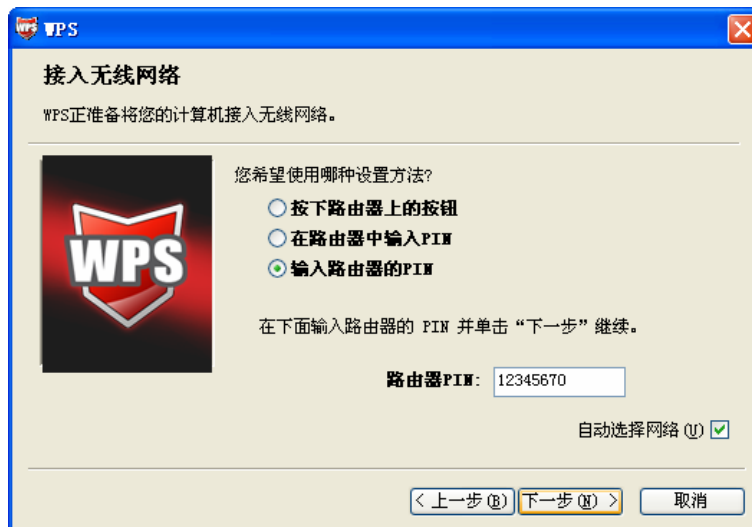 WPS
WPS
接入无线网络
WPS正准备将您的计算机接入无线网络。
WPS
您希望使用哪种设置方法?
按下路由器上的按钮
在路由器中输入PIN
输入路由器的PIN
在下面输入路由器的 PIN 并单击“下一步”继续。
路由器PIN: 12345670
自动选择网络(U)
< 上一步(B) 下一步(N) > 取消